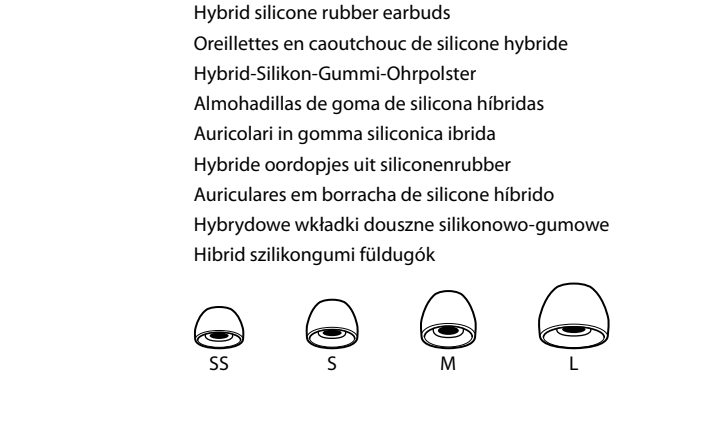 Hybrid silicone rubber earbuds
Oreillettes en caoutchouc de silicone hybride
Hybrid-Silikon-Gummi-Ohrpolster
Almohadillas de goma de silicona híbridas
Auricolari in gomma siliconica ibrida
Hybride oordopjes uit siliconenrubber
Auriculares em borracha de silicone híbrido
Hybrydowe wkładki douszne silikonowo-gumowe
Hibrid szilikongumi füldugók
SS S M L